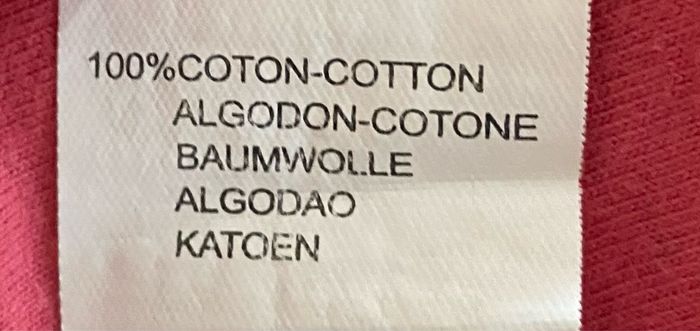 100%COTON-COTTON
ALGODON-COTONE
BAUMWOLLE
ALGODAO
KATOEN